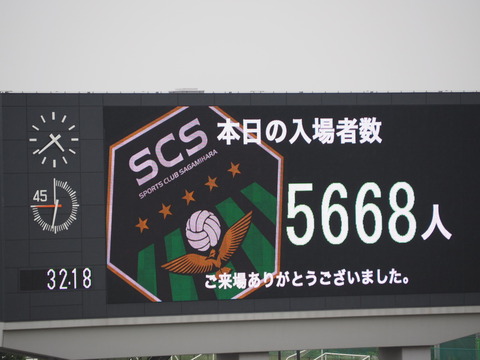 本日の入場者数
SCS
SPORTS CLUB SAGAMIHARA
5668人
ご来場ありがとうございました。
45
32:18